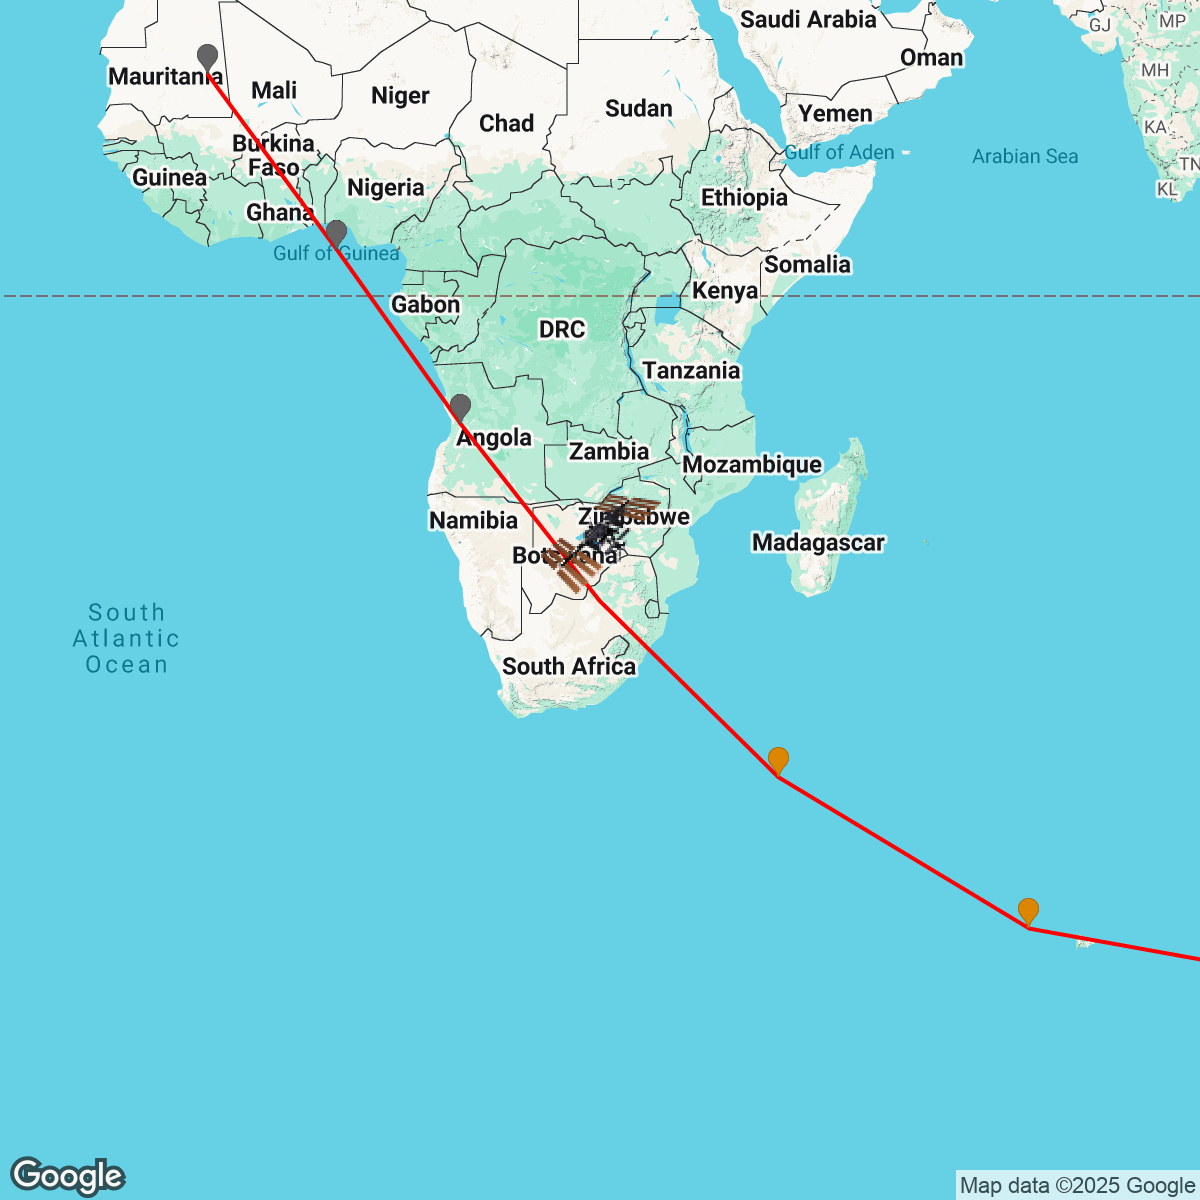 Saudi Arabia
GJ
MP
Oman
MH
Mauritania
Mali
Niger
Chad
Sudan
Yemen
KA
Burkina
Faso
Gulf of Aden
Arabian Sea
TN
KL
Guinea
Nigeria
Ethiopia
Ghana
Gulf of Guinea
Somalia
Kenya
Gabon
DRC
Tanzania
Angola
Zambia
Mozambique
Namibia
Zimbabwe
Botswana
Madagascar
South
Atlantic
Ocean
South Africa
Google
Map data ©2025 Google